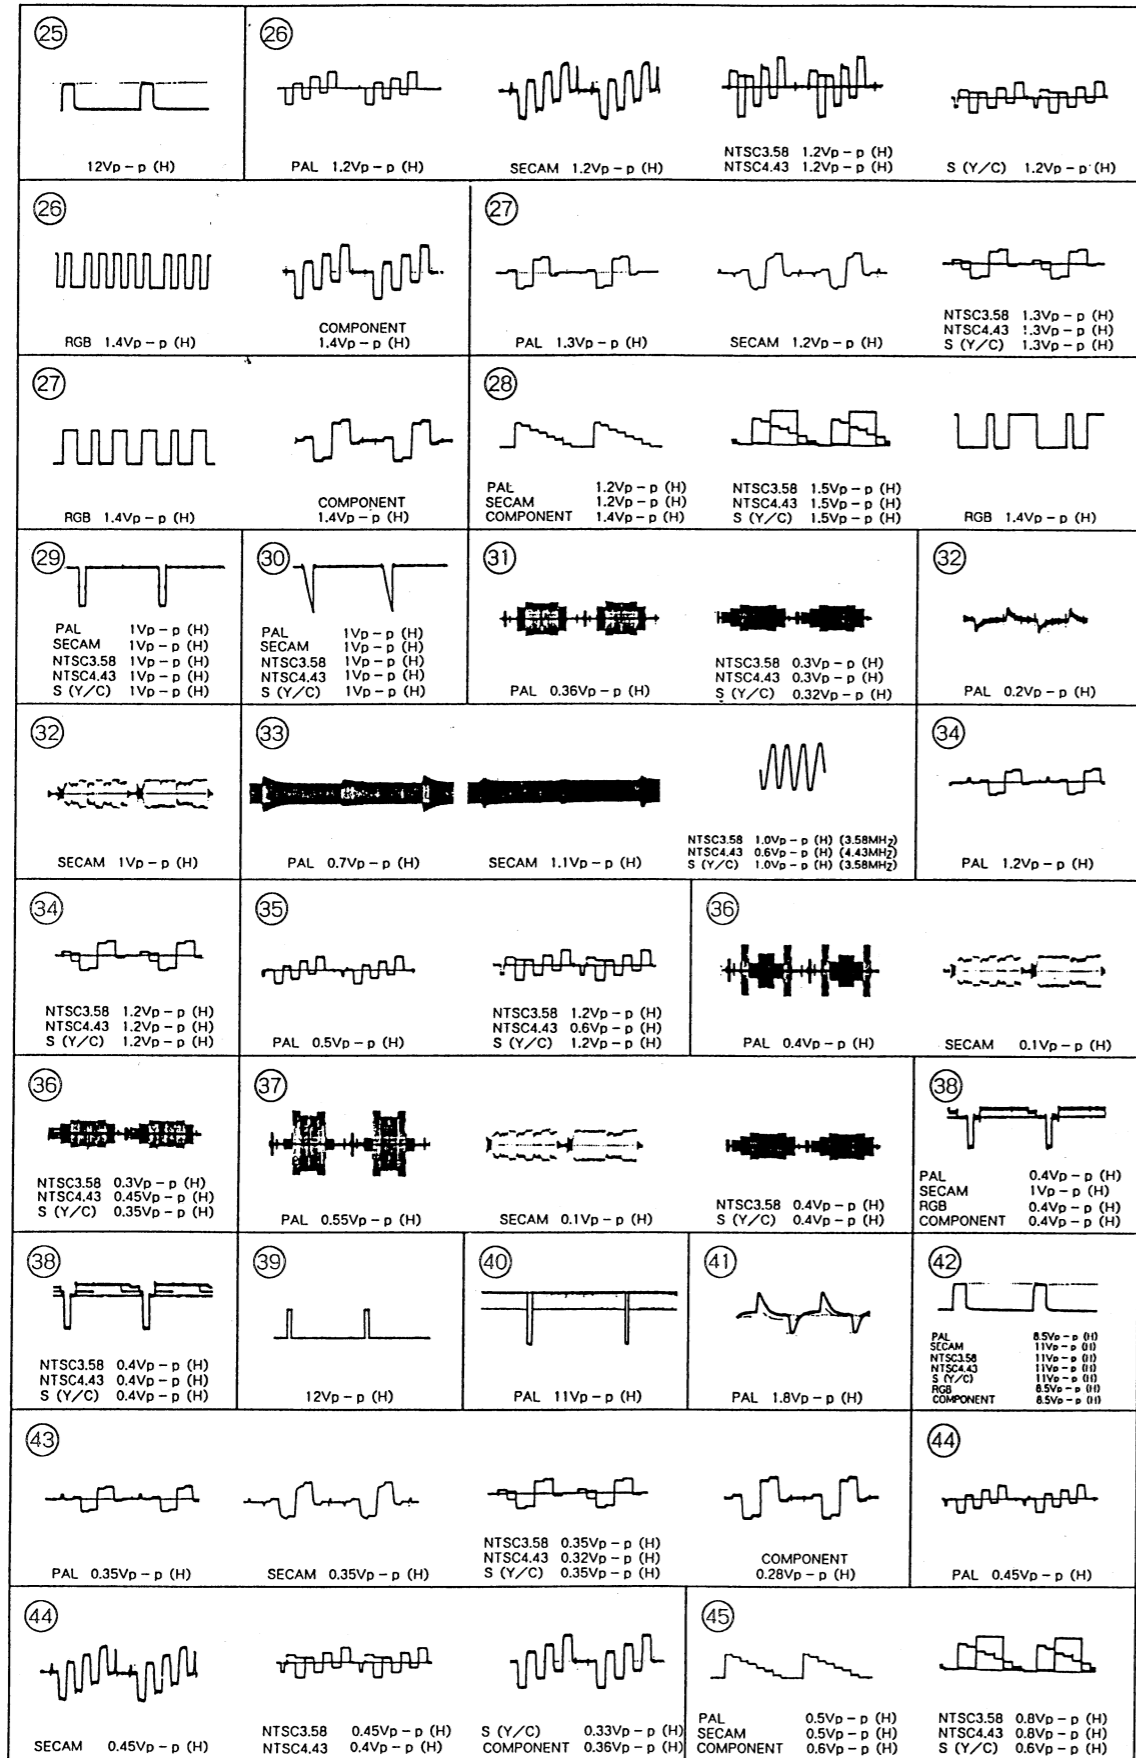 25
12Vp-p (H)
26
PAL 1.2Vp-p (H)
SECAM 1.2Vp-p (H)
NTSC3.58 1.2Vp-p (H)
NTSC4.43 1.2Vp-p (H)
S (Y/C) 1.2Vp-p (H)
26
RGB 1.4Vp-p (H)
COMPONENT
1.4Vp-p (H)
27
PAL 1.3Vp-p (H)
SECAM 1.2Vp-p (H)
NTSC3.58 1.3Vp-p (H)
NTSC4.43 1.3Vp-p (H)
S (Y/C) 1.3Vp-p (H)
27
RGB 1.4Vp-p (H)
COMPONENT
1.4Vp-p (H)
28
PAL 1.2Vp-p (H)
SECAM 1.2Vp-p (H)
COMPONENT 1.4Vp-p (H)
NTSC3.58 1.5Vp-p (H)
NTSC4.43 1.5Vp-p (H)
S (Y/C) 1.5Vp-p (H)
RGB 1.4Vp-p (H)
29
PAL 1Vp-p (H)
SECAM 1Vp-p (H)
NTSC3.58 1Vp-p (H)
NTSC4.43 1Vp-p (H)
S (Y/C) 1Vp-p (H)
30
PAL 1Vp-p (H)
SECAM 1Vp-p (H)
NTSC3.58 1Vp-p (H)
NTSC4.43 1Vp-p (H)
S (Y/C) 1Vp-p (H)
31
PAL 0.36Vp-p (H)
NTSC3.58 0.3Vp-p (H)
NTSC4.43 0.3Vp-p (H)
S (Y/C) 0.32Vp-p (H)
32
PAL 0.2Vp-p (H)
32
SECAM 1Vp-p (H)
33
PAL 0.7Vp-p (H)
SECAM 1.1Vp-p (H)
NTSC3.58 1.0Vp-p (H) (3.58MHz)
NTSC4.43 0.6Vp-p (H) (4.43MHz)
S (Y/C) 1.0Vp-p (H) (3.58MHz)
34
PAL 1.2Vp-p (H)
34
NTSC3.58 1.2Vp-p (H)
NTSC4.43 1.2Vp-p (H)
S (Y/C) 1.2Vp-p (H)
35
PAL 0.5Vp-p (H)
NTSC3.58 1.2Vp-p (H)
NTSC4.43 0.6Vp-p (H)
S (Y/C) 1.2Vp-p (H)
36
PAL 0.4Vp-p (H)
SECAM 0.1Vp-p (H)
36
NTSC3.58 0.3Vp-p (H)
NTSC4.43 0.45Vp-p (H)
S (Y/C) 0.35Vp-p (H)
37
PAL 0.55Vp-p (H)
SECAM 0.1Vp-p (H)
NTSC3.58 0.4Vp-p (H)
S (Y/C) 0.4Vp-p (H)
38
PAL 0.4Vp-p (H)
SECAM 1Vp-p (H)
RGB 0.4Vp-p (H)
COMPONENT 0.4Vp-p (H)
38
NTSC3.58 0.4Vp-p (H)
NTSC4.43 0.4Vp-p (H)
S (Y/C) 0.4Vp-p (H)
39
12Vp-p (H)
40
PAL 11Vp-p (H)
41
PAL 1.8Vp-p (H)
42
PAL 8.5Vp-p (H)
SECAM 11Vp-p (H)
NTSC3.58 11Vp-p (H)
NTSC4.43 11Vp-p (H)
S (Y/C) 11Vp-p (H)
RGB 8.5Vp-p (H)
COMPONENT 8.5Vp-p (H)
43
PAL 0.35Vp-p (H)
SECAM 0.35Vp-p (H)
NTSC3.58 0.35Vp-p (H)
NTSC4.43 0.32Vp-p (H)
S (Y/C) 0.35Vp-p (H)
COMPONENT
0.28Vp-p (H)
44
PAL 0.45Vp-p (H)
44
SECAM 0.45Vp-p (H)
NTSC3.58 0.45Vp-p (H)
NTSC4.43 0.4Vp-p (H)
S (Y/C) 0.33Vp-p (H)
COMPONENT 0.36Vp-p (H)
45
PAL 0.5Vp-p (H)
SECAM 0.5Vp-p (H)
COMPONENT 0.6Vp-p (H)
NTSC3.58 0.8Vp-p (H)
NTSC4.43 0.8Vp-p (H)
S (Y/C) 0.6Vp-p (H)